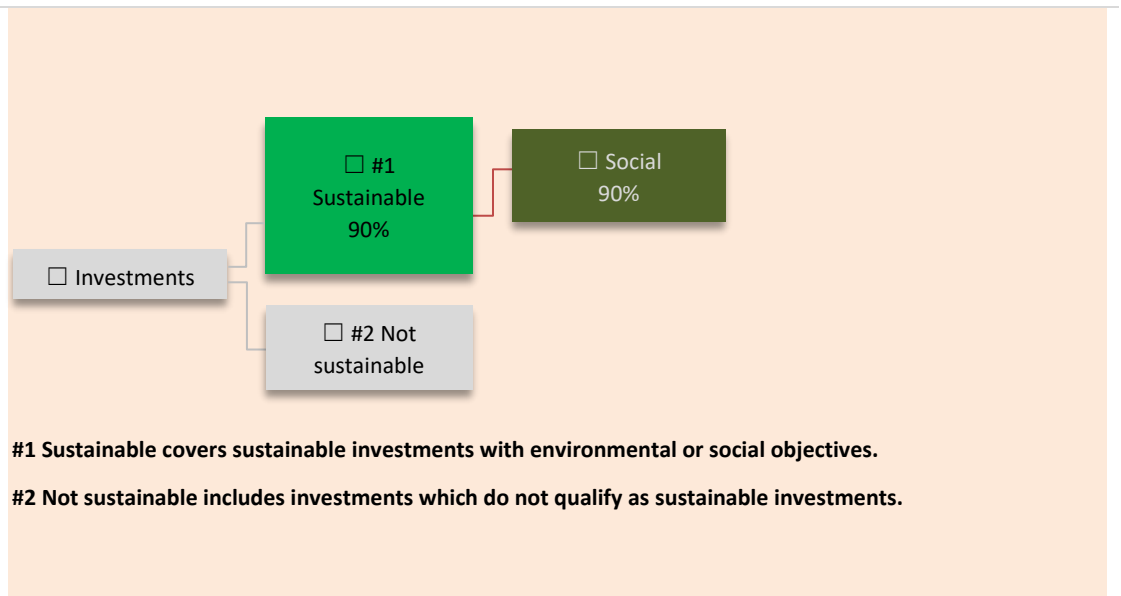 ☐ #1
Sustainable
90%
☐ Social
90%
☐ Investments
☐ #2 Not
sustainable
#1 Sustainable covers sustainable investments with environmental or social objectives.
#2 Not sustainable includes investments which do not qualify as sustainable investments.